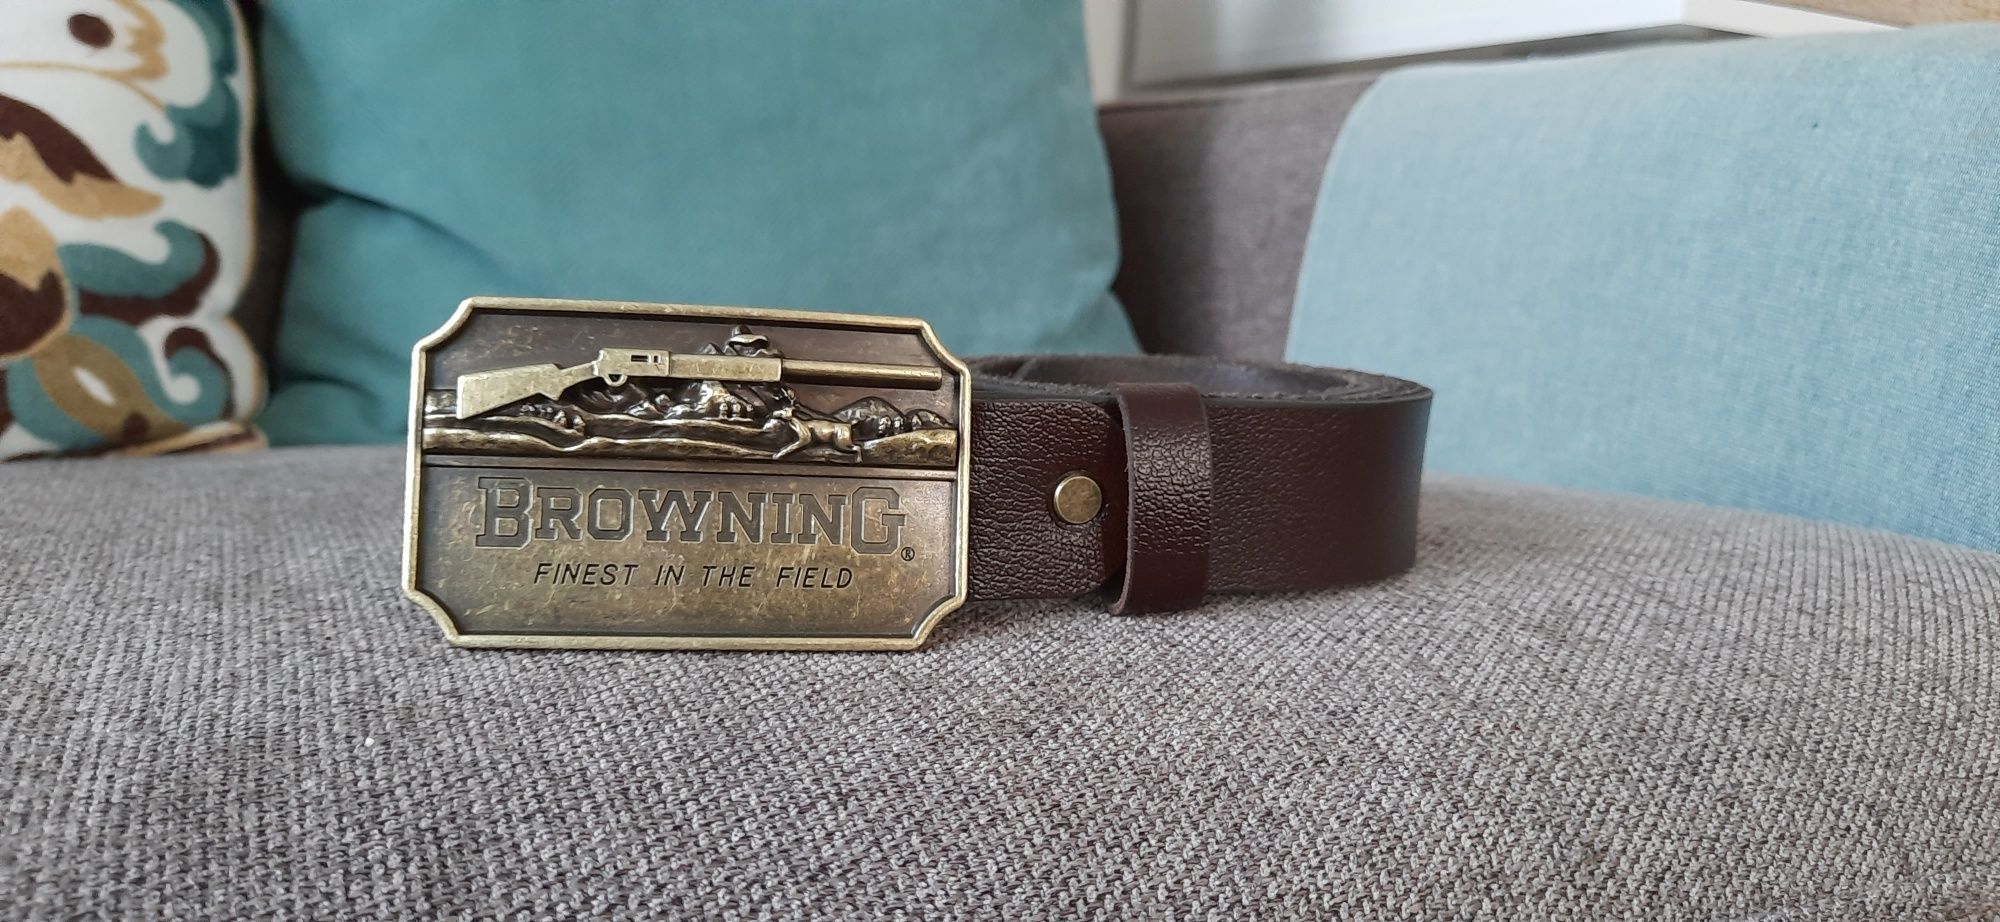 BROWNING®
FINEST IN THE FIELD